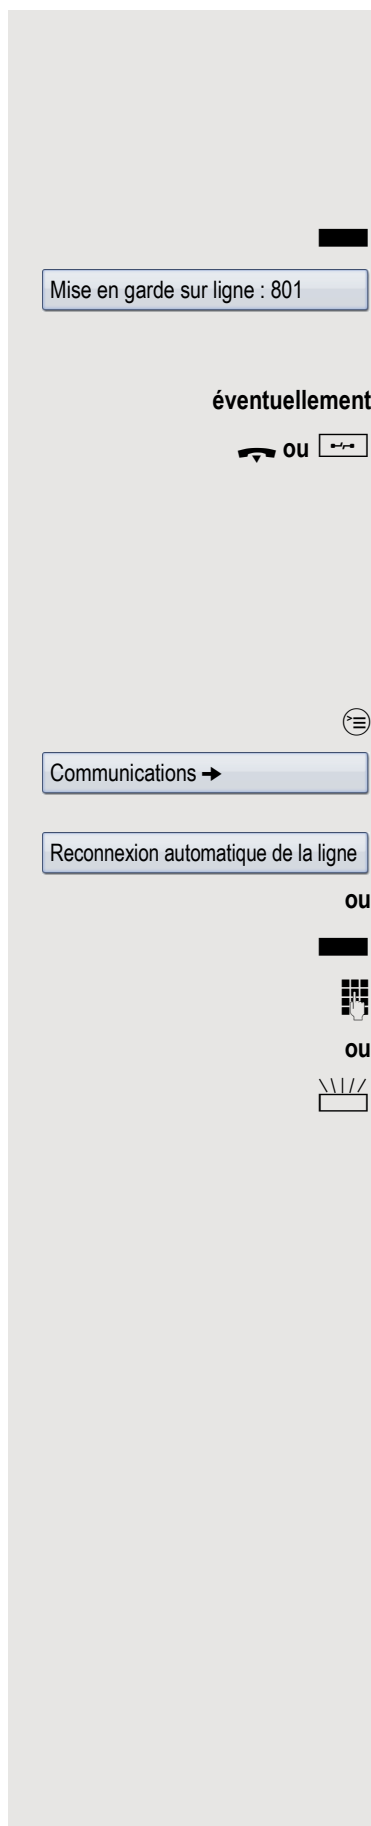 Mise en garde sur ligne : 801
éventuellement
ou
Communications →
Reconnexion automatique de la ligne
ou
ou